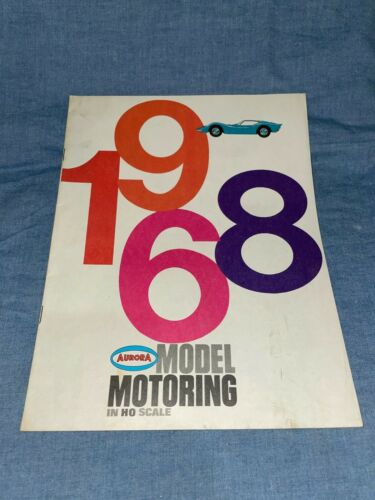 1968
AURORA MODEL
MOTORING
IN HO SCALE